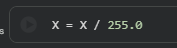 s
X = X / 255.0